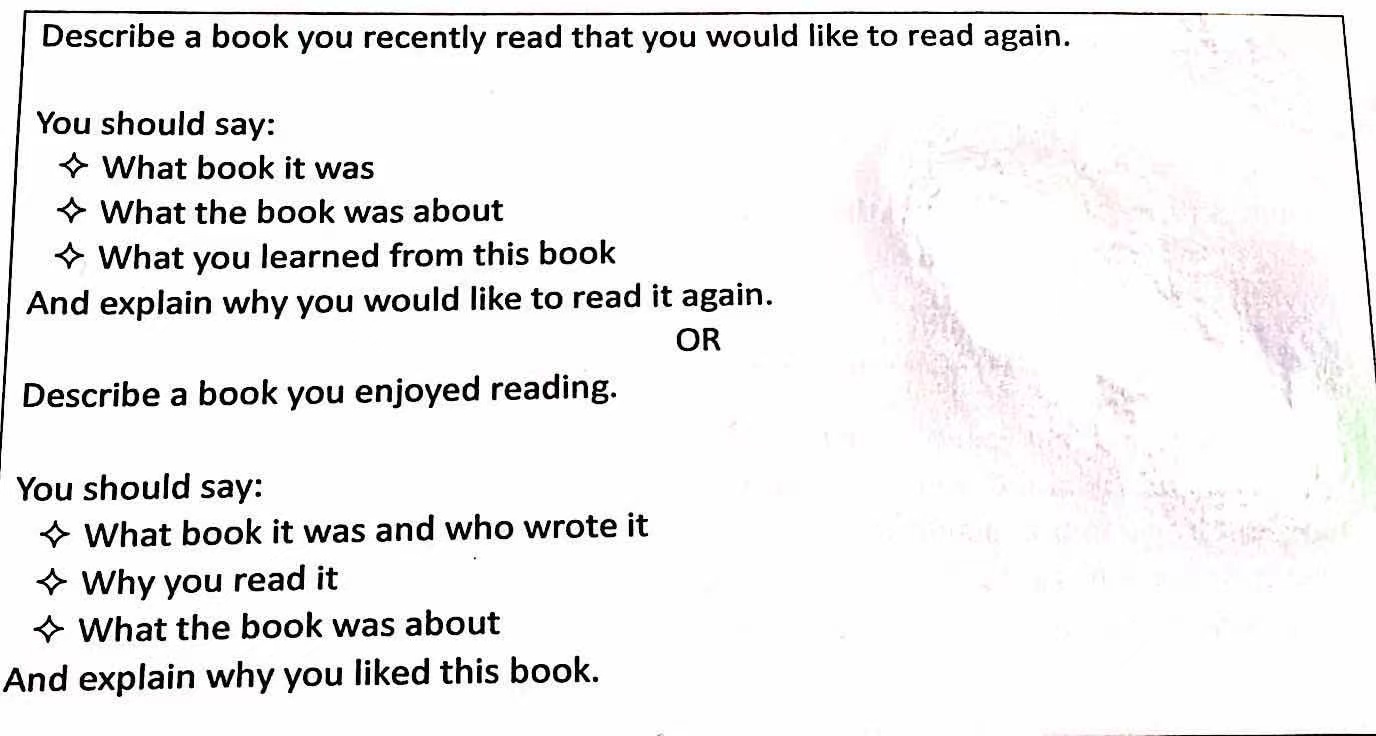 Describe a book you recently read that you would like to read again.
You should say:
✧ What book it was
✧ What the book was about
✧ What you learned from this book
And explain why you would like to read it again.
OR
Describe a book you enjoyed reading.
You should say:
✧ What book it was and who wrote it
✧ Why you read it
✧ What the book was about
And explain why you liked this book.